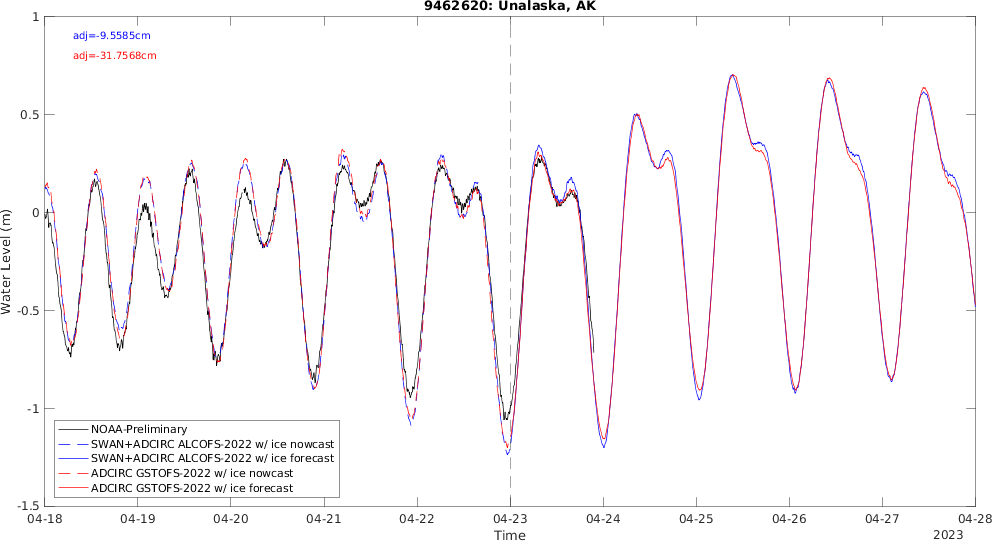 9462620: Unalaska, AK
adj=-9.5585cm
adj=-31.7568cm
Water Level (m)
1
0.5
0
-0.5
-1
-1.5
NOAA-Preliminary
SWAN+ADCIRC ALCOFS-2022 w/ ice nowcast
SWAN+ADCIRC ALCOFS-2022 w/ ice forecast
ADCIRC GSTOFS-2022 w/ ice nowcast
ADCIRC GSTOFS-2022 w/ ice forecast
04-18 04-19 04-20 04-21 04-22 04-23 04-24 04-25 04-26 04-27 04-28
Time
2023